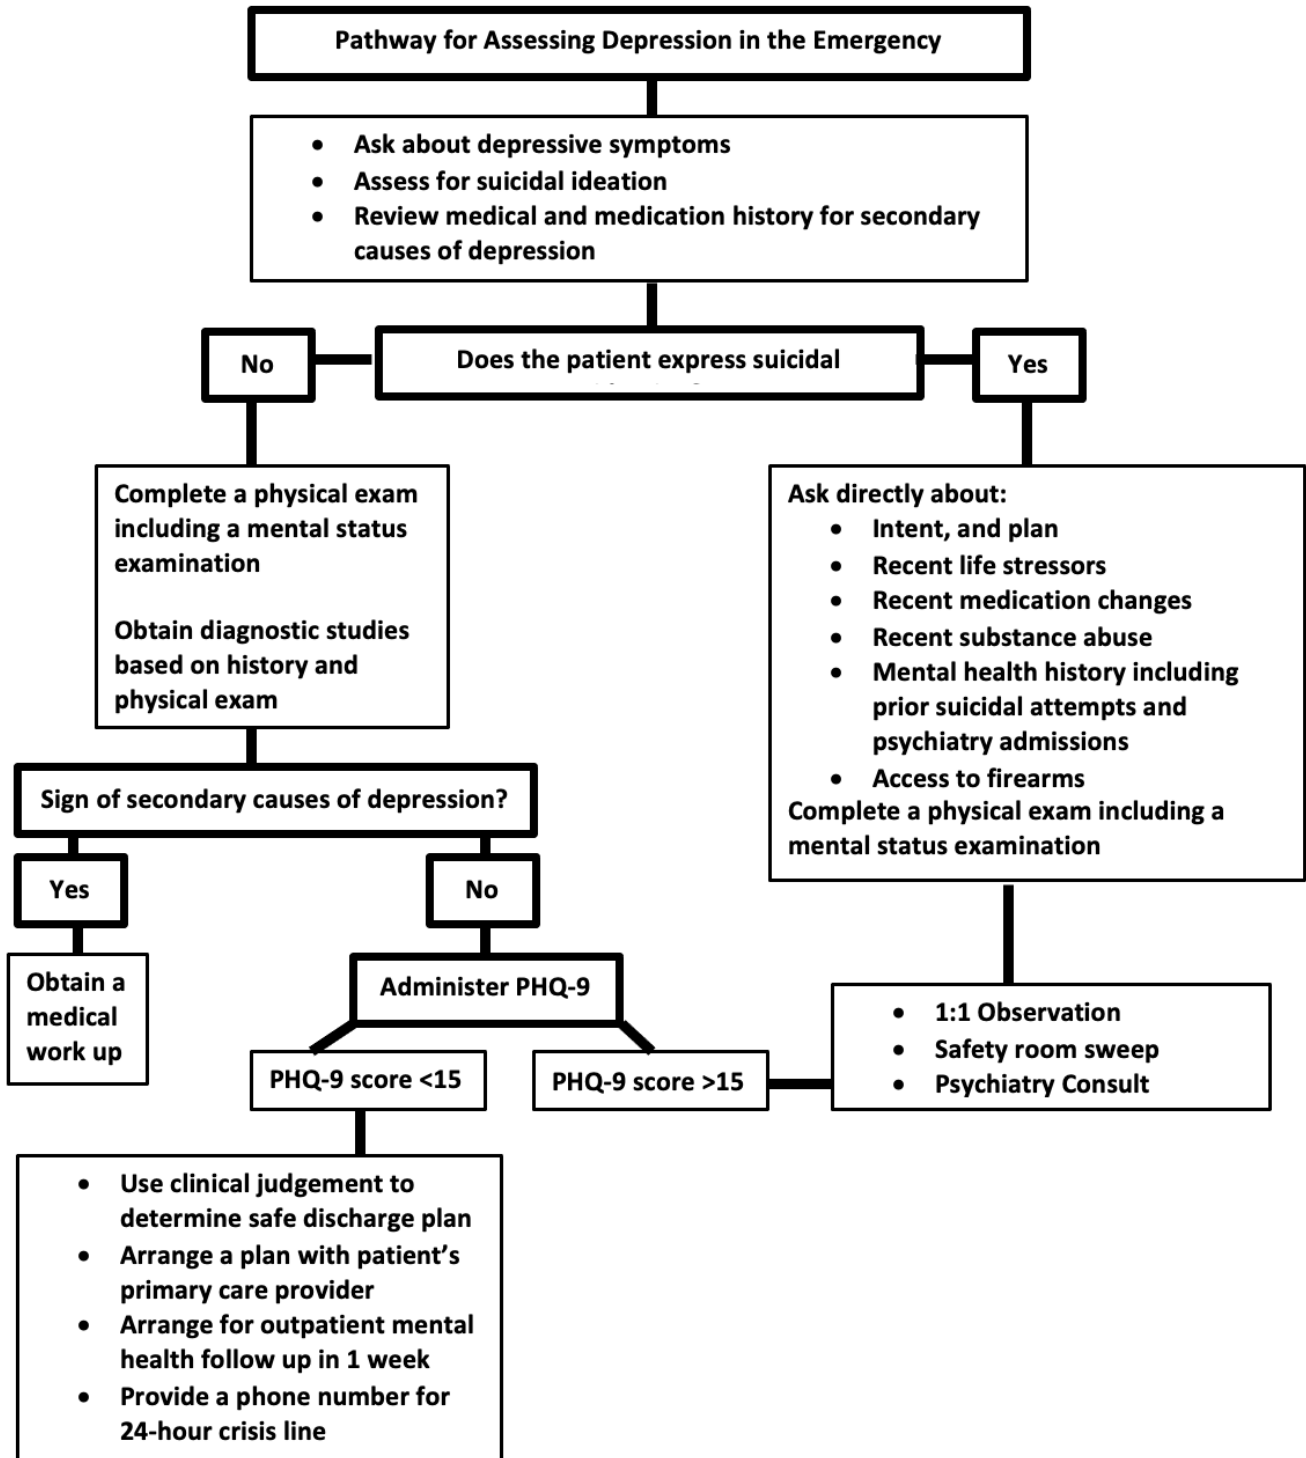 Pathway for Assessing Depression in the Emergency
• Ask about depressive symptoms
• Assess for suicidal ideation
• Review medical and medication history for secondary
causes of depression
No
Does the patient express suicidal
Yes
Complete a physical exam
including a mental status
examination
Obtain diagnostic studies
based on history and
physical exam
Ask directly about:
• Intent, and plan
• Recent life stressors
• Recent medication changes
• Recent substance abuse
• Mental health history including
prior suicidal attempts and
psychiatry admissions
• Access to firearms
Complete a physical exam including a
mental status examination
Sign of secondary causes of depression?
Yes
No
Obtain a
medical
work up
Administer PHQ-9
PHQ-9 score <15
PHQ-9 score >15
• 1:1 Observation
• Safety room sweep
• Psychiatry Consult
• Use clinical judgement to
determine safe discharge plan
• Arrange a plan with patient’s
primary care provider
• Arrange for outpatient mental
health follow up in 1 week
• Provide a phone number for
24-hour crisis line